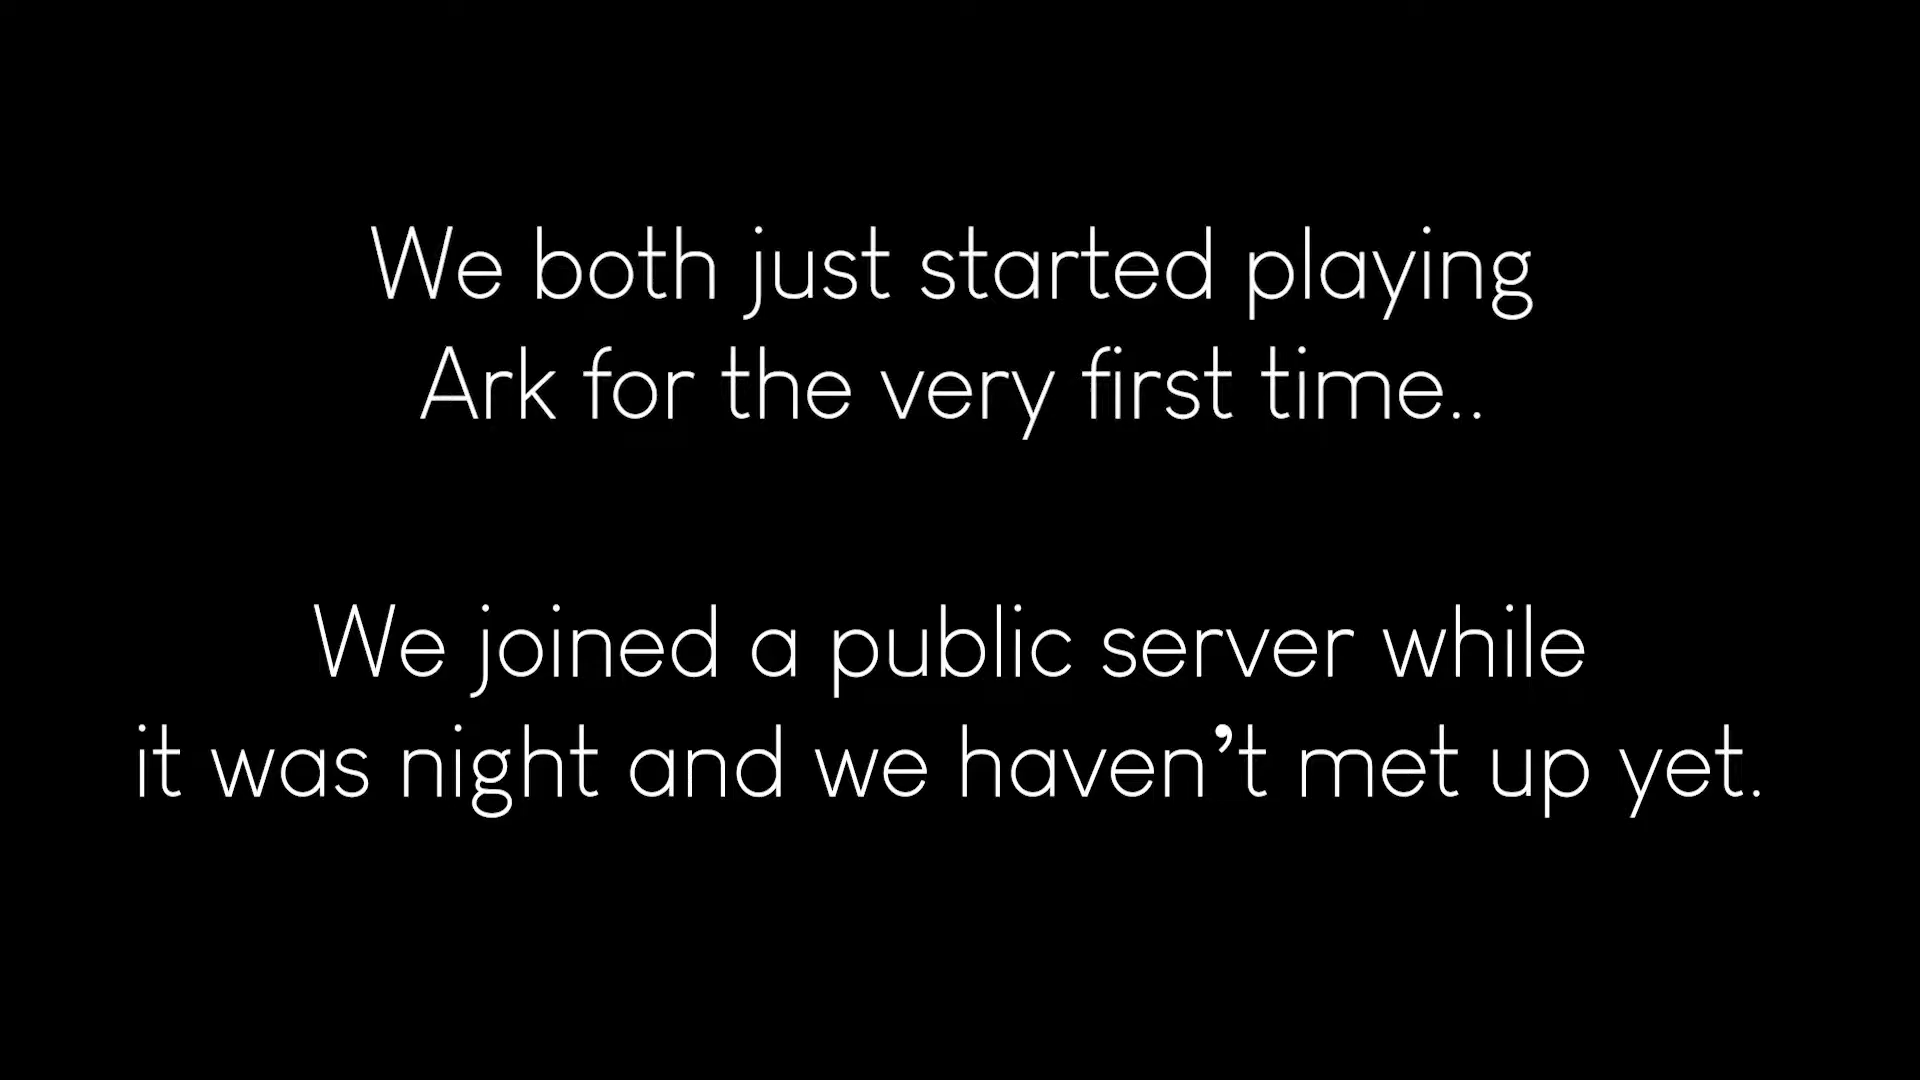 We both just started playing
Ark for the very first time..
We joined a public server while
it was night and we haven’t met up yet.